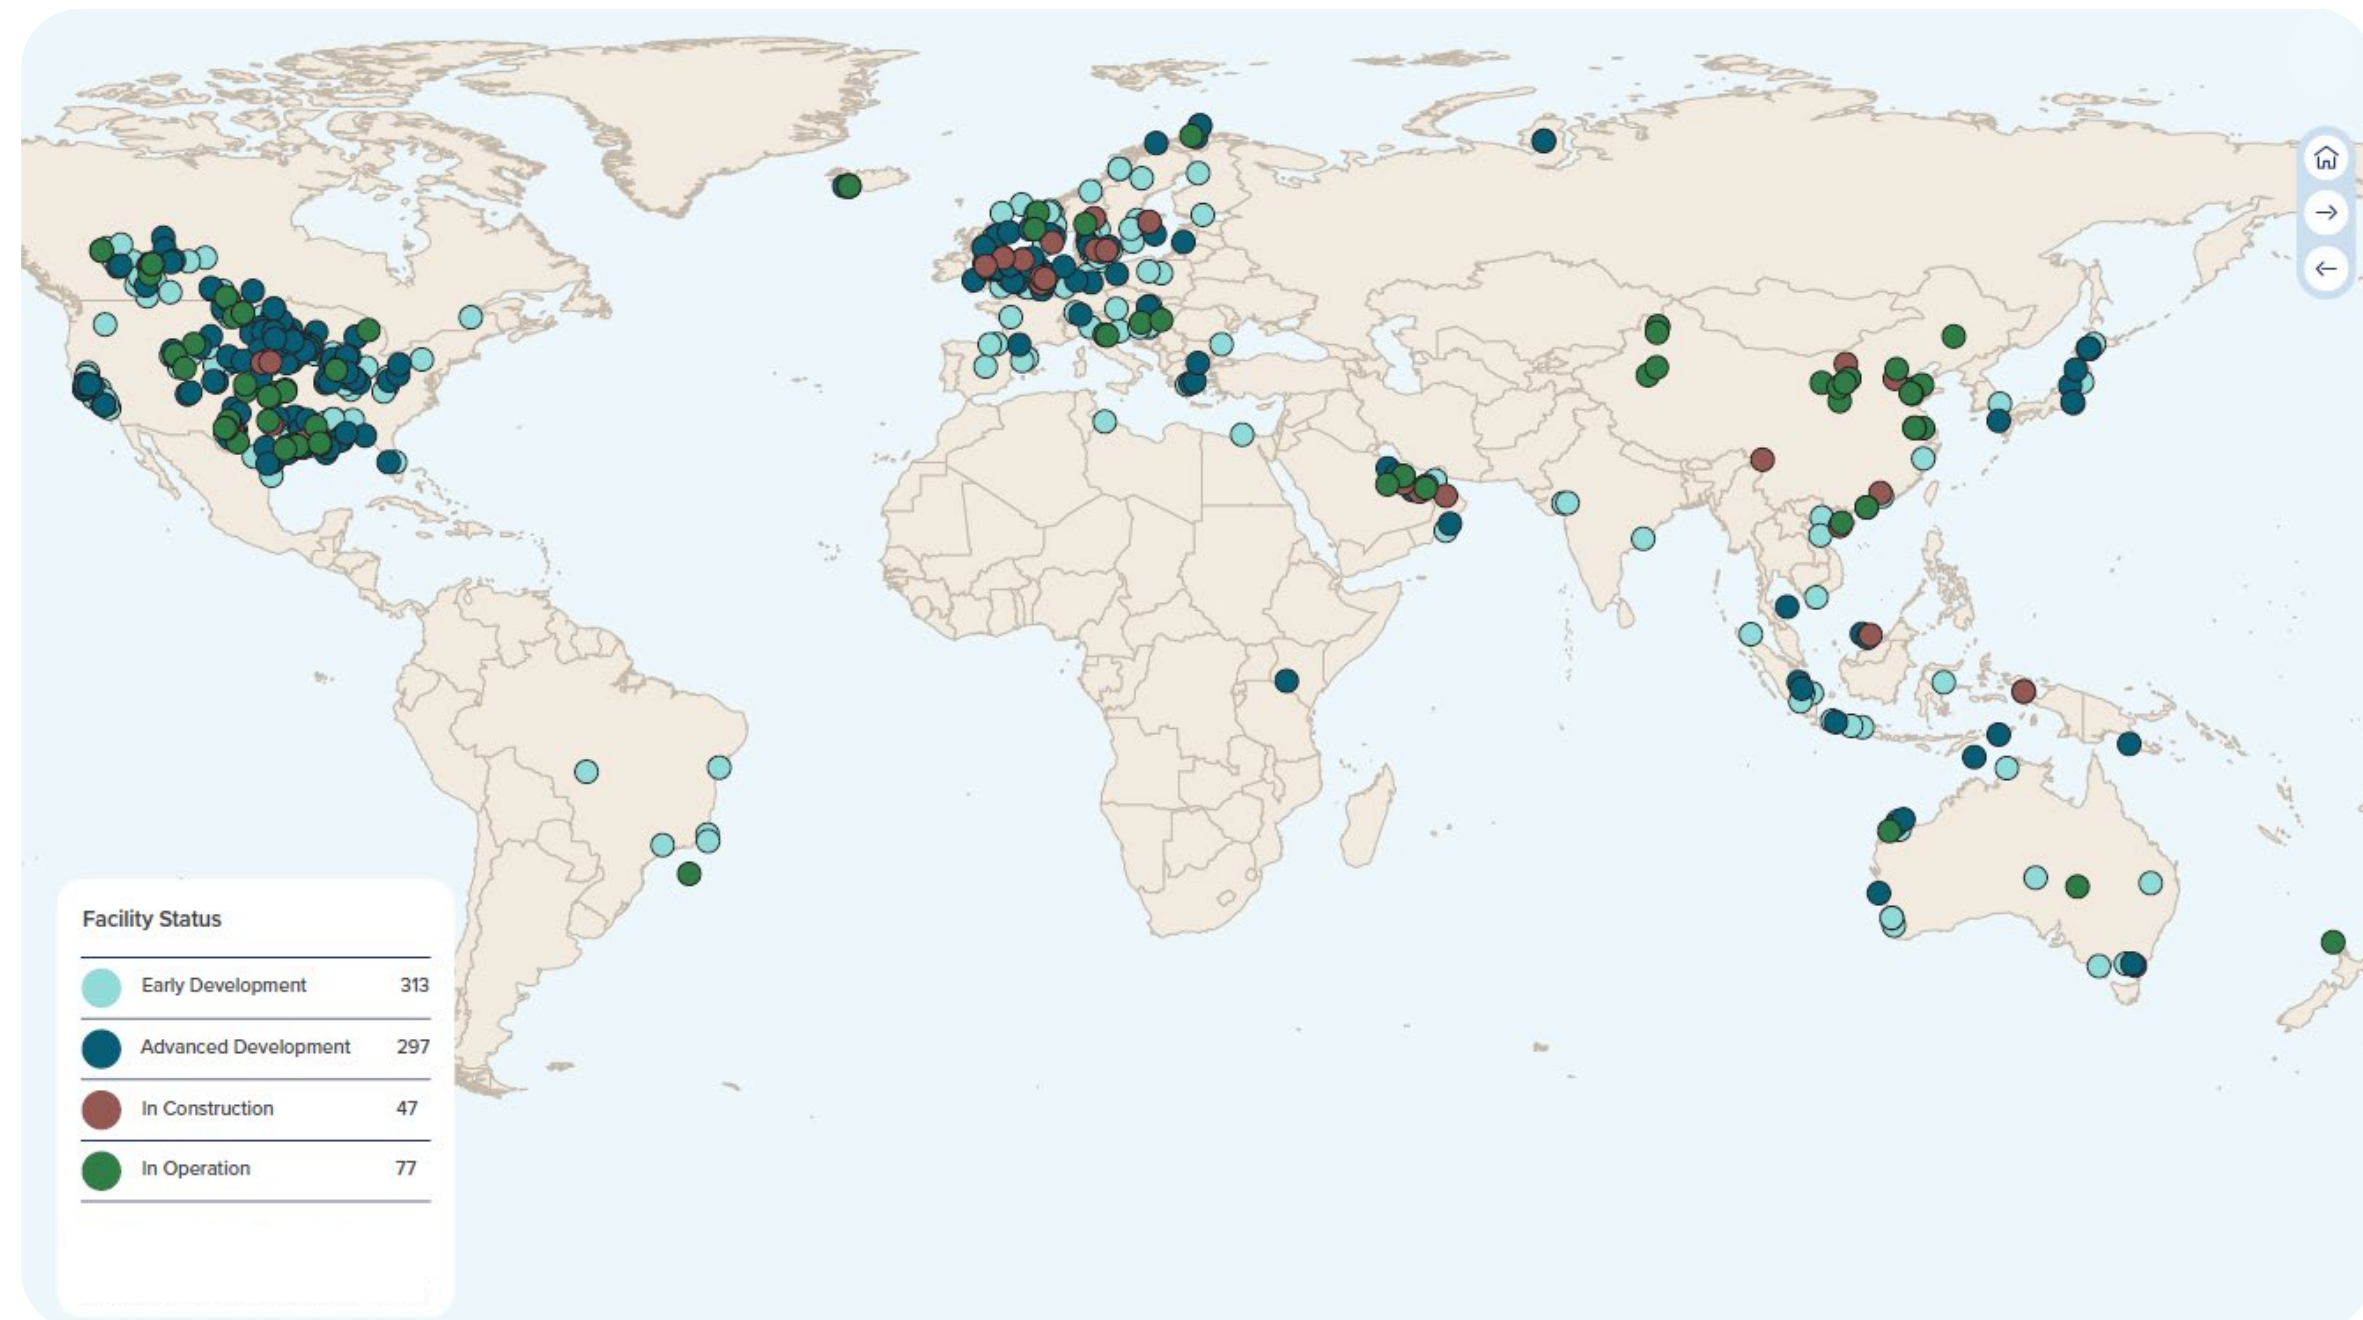 Facility Status
Early Development 313
Advanced Development 297
In Construction 47
In Operation 77